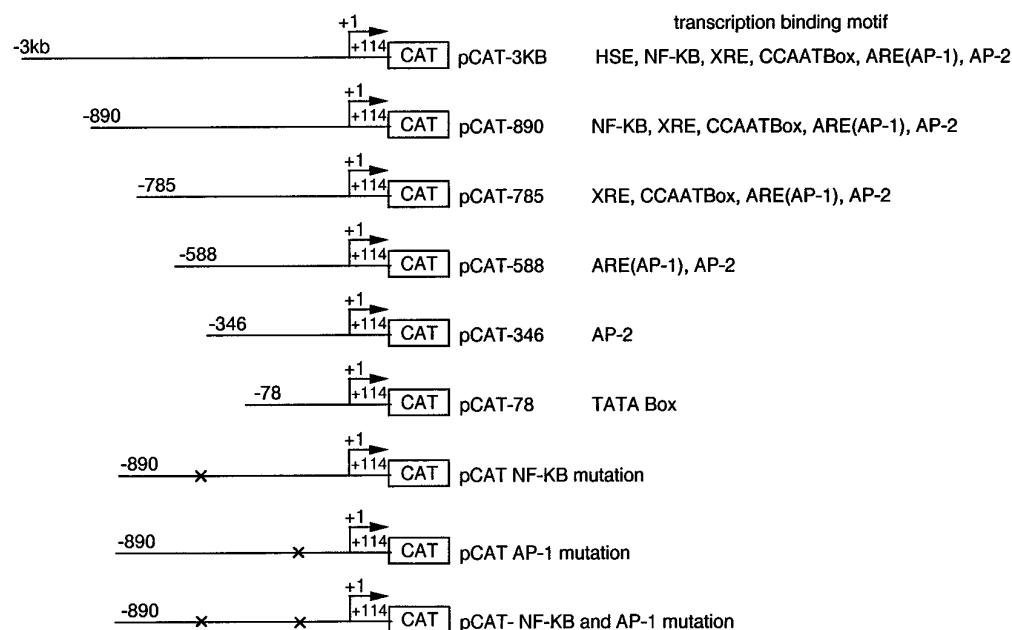 transcription binding motif
+1
-3kb
+114
CAT
pCAT-3KB
HSE, NF-KB, XRE, CCAATBox, ARE(AP-1), AP-2
+1
-890
+114
CAT
pCAT-890
NF-KB, XRE, CCAATBox, ARE(AP-1), AP-2
+1
-785
+114
CAT
pCAT-785
XRE, CCAATBox, ARE(AP-1), AP-2
+1
-588
+114
CAT
pCAT-588
ARE(AP-1), AP-2
+1
-346
+114
CAT
pCAT-346
AP-2
+1
-78
+114
CAT
pCAT-78
TATA Box
+1
-890
+114
CAT
pCAT NF-KB mutation
+1
-890
+114
CAT
pCAT AP-1 mutation
+1
-890
+114
CAT
pCAT- NF-KB and AP-1 mutation